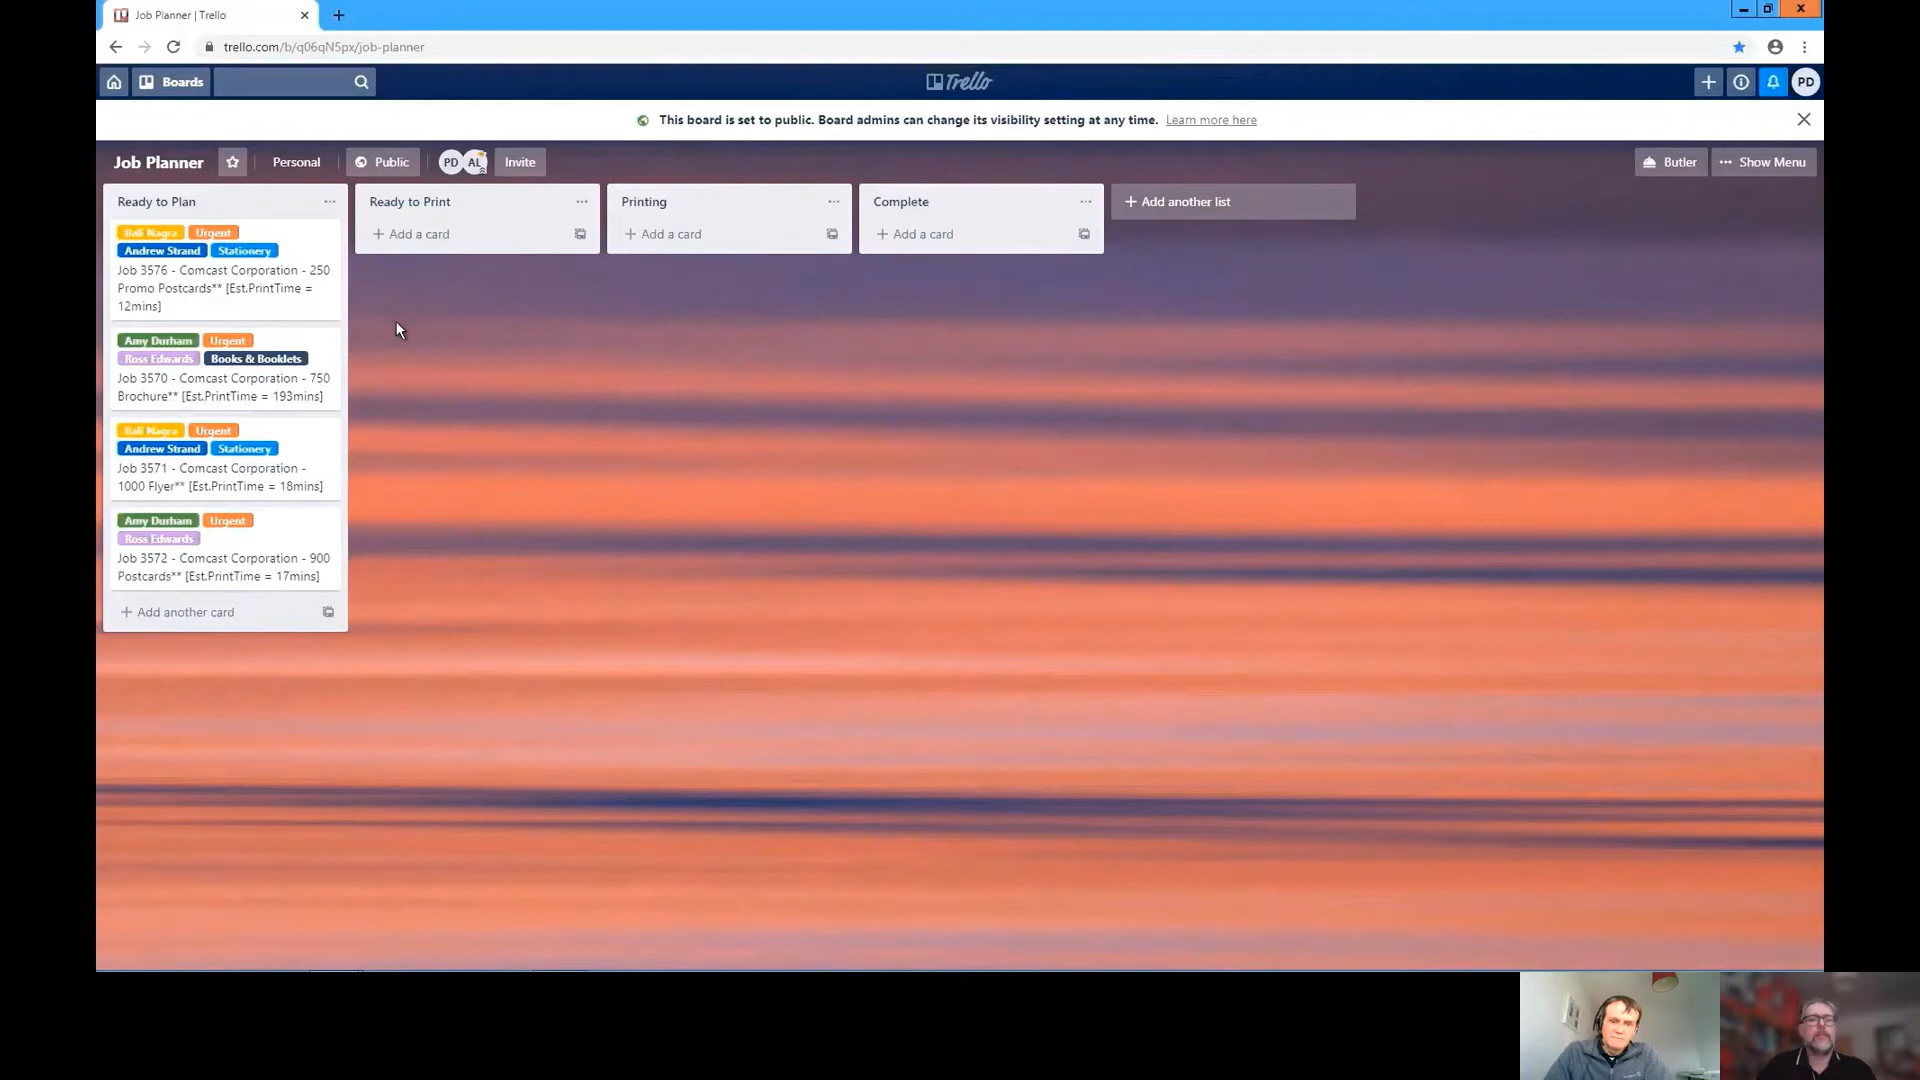 Job Planner | Trello
trello.com/b/q06qN5px/job-planner
Boards
Trello
PD
This board is set to public. Board admins can change its visibility setting at any time. Learn more here
Job Planner
Personal
Public
PD
AL
Invite
Butler
Show Menu
Ready to Plan
Bali Nagra Urgent
Andrew Strand Stationery
Job 3576 - Comcast Corporation - 250
Promo Postcards** [Est.PrintTime =
12mins]
Amy Durham Urgent
Ross Edwards Books & Booklets
Job 3570 - Comcast Corporation - 750
Brochure** [Est.PrintTime = 193mins]
Bali Nagra Urgent
Andrew Strand Stationery
Job 3571 - Comcast Corporation -
1000 Flyer** [Est.PrintTime = 18mins]
Amy Durham Urgent
Ross Edwards
Job 3572 - Comcast Corporation - 900
Postcards** [Est.PrintTime = 17mins]
+ Add another card
Ready to Print
+ Add a card
Printing
+ Add a card
Complete
+ Add a card
+ Add another list